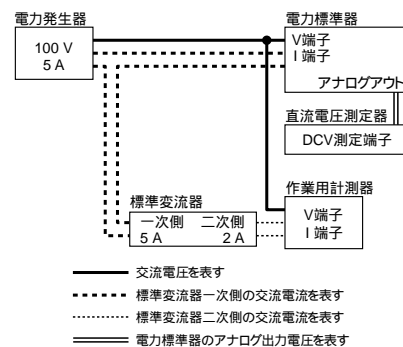 電力発生器
100 V
5 A
電力標準器
V端子
I 端子
アナログアウト
直流電圧測定器
DCV測定端子
作業用計測器
V端子
I 端子
標準変流器
一次側 二次側
5 A 2 A
交流電圧を表す
標準変流器一次側の交流電流を表す
標準変流器二次側の交流電流を表す
電力標準器のアナログ出力電圧を表す